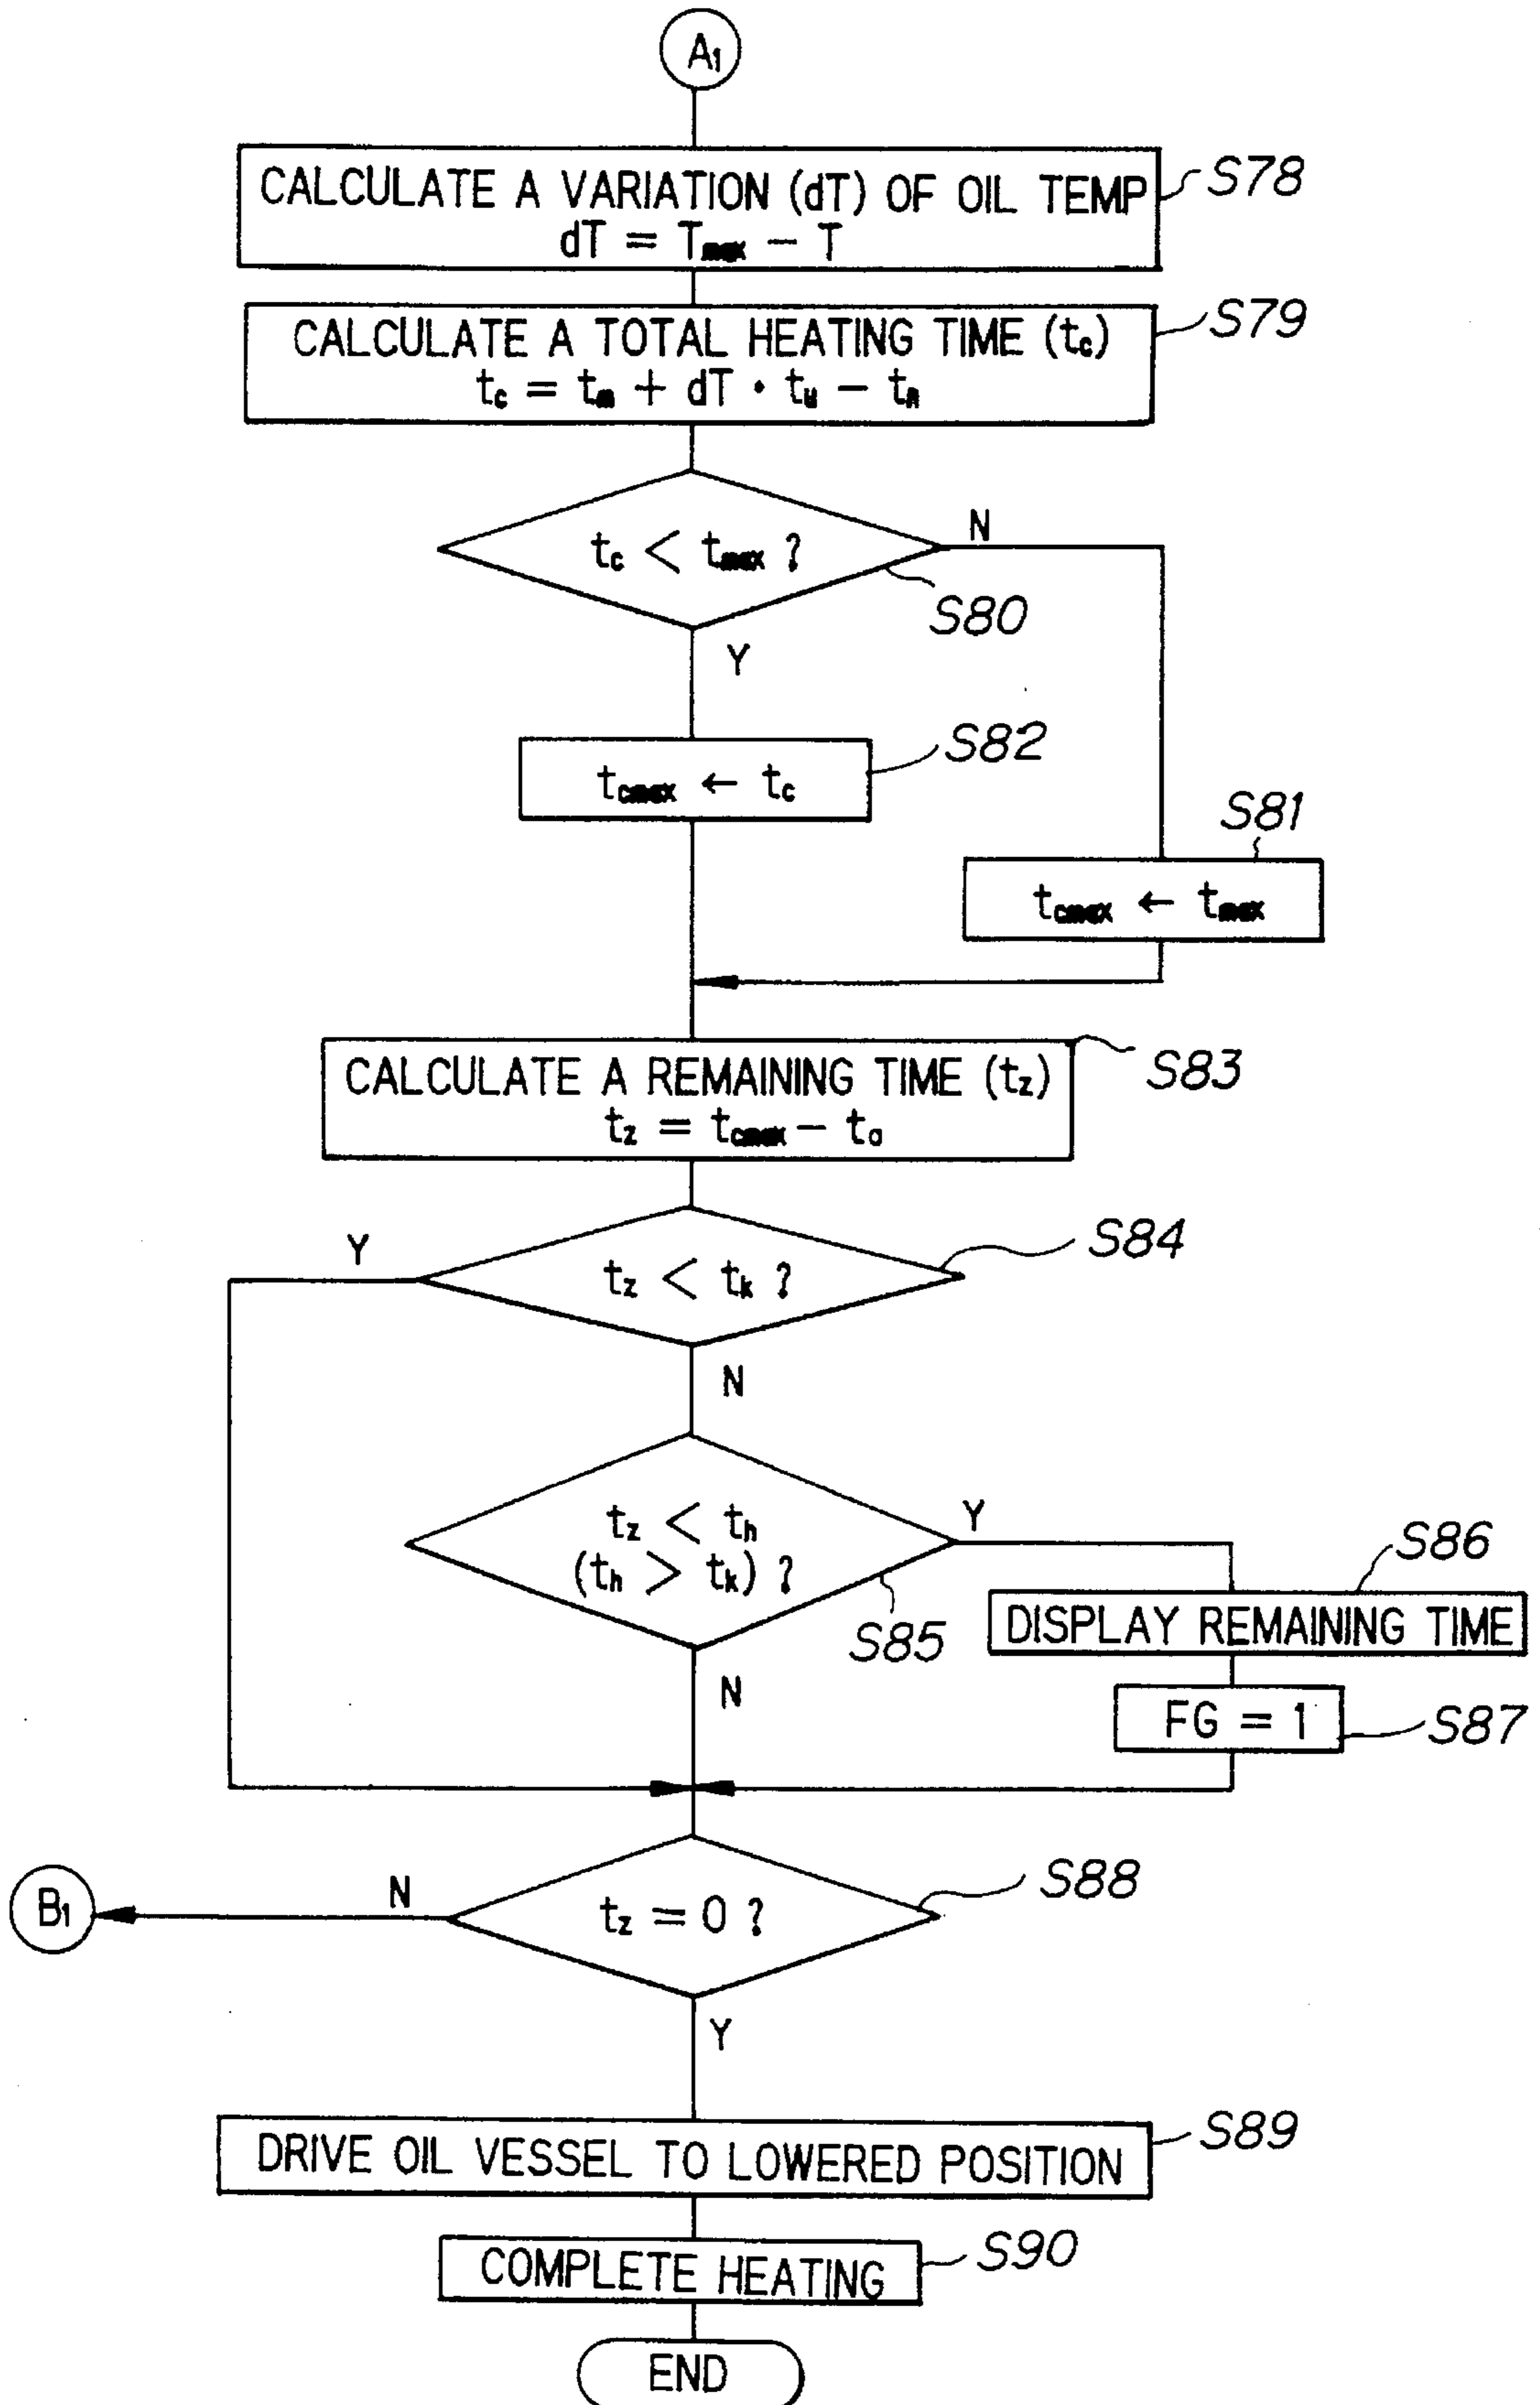 A1
CALCULATE A VARIATION (dT) OF OIL TEMP
dT = Tmax − T
S78
CALCULATE A TOTAL HEATING TIME (tc)
tc = tm + dT · tu − tn
S79
tc < tmax ?
N
S80
Y
tcmax ← tc
S82
S81
tcmax ← tmax
CALCULATE A REMAINING TIME (tz)
tz = tcmax − ta
S83
Y
tz < tk ?
S84
N
tz < th
(th > tk) ?
Y
S85
S86
DISPLAY REMAINING TIME
N
FG = 1
S87
B1
N
tz = 0 ?
S88
Y
DRIVE OIL VESSEL TO LOWERED POSITION
S89
COMPLETE HEATING
S90
END